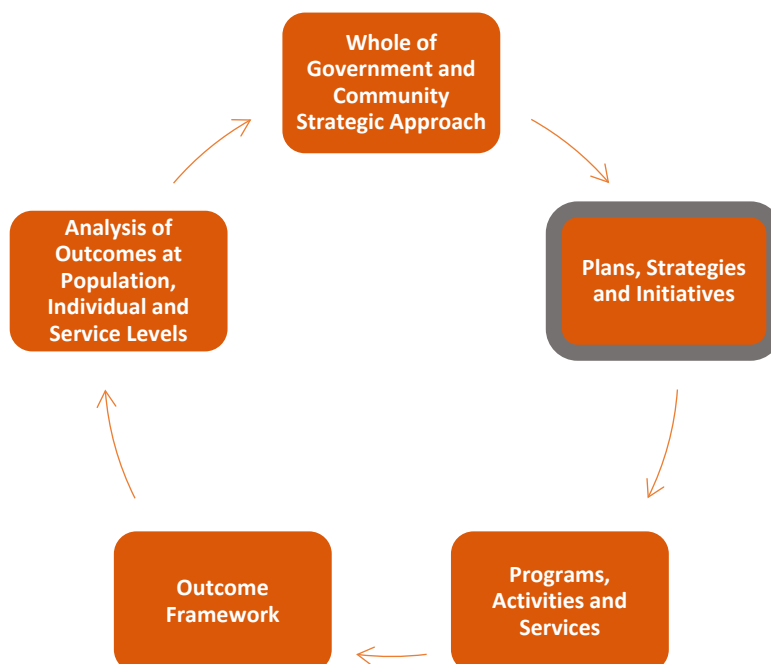 Whole of
Government and
Community
Strategic Approach
Plans, Strategies
and Initiatives
Programs,
Activities and
Services
Outcome
Framework
Analysis of
Outcomes at
Population,
Individual and
Service Levels